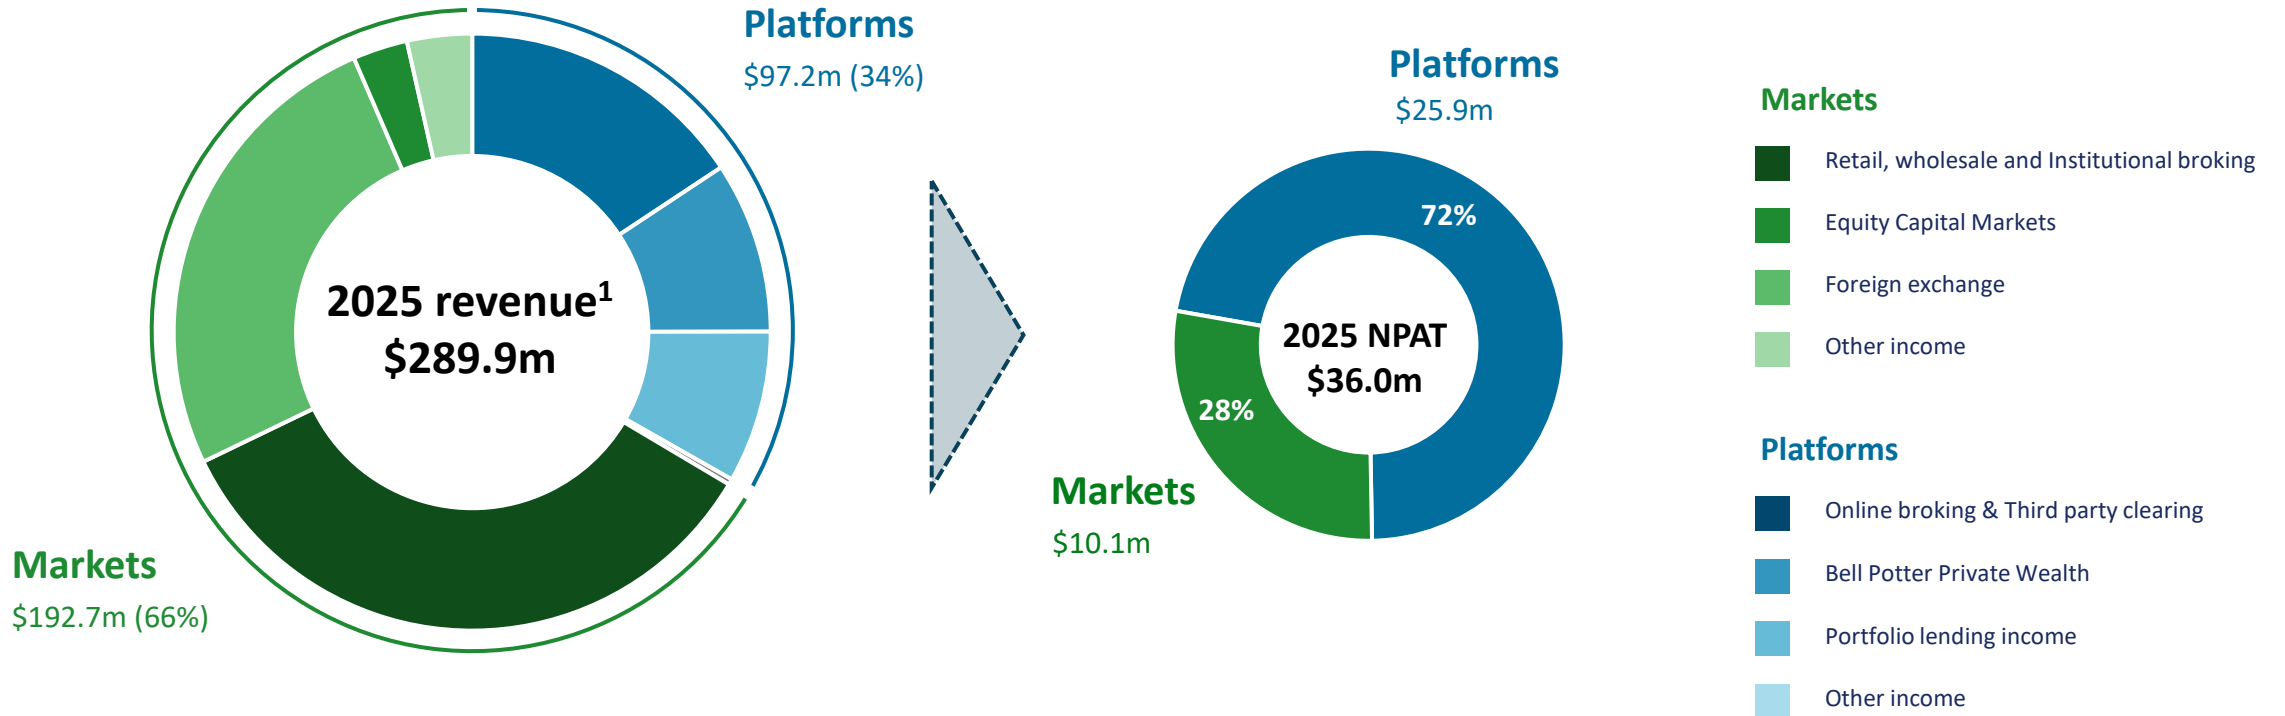 Platforms
$97.2m (34%)
2025 revenue1
$289.9m
Markets
$192.7m (66%)
Platforms
$25.9m
72%
2025 NPAT
$36.0m
28%
Markets
$10.1m
Markets
Retail, wholesale and Institutional broking
Equity Capital Markets
Foreign exchange
Other income
Platforms
Online broking & Third party clearing
Bell Potter Private Wealth
Portfolio lending income
Other income